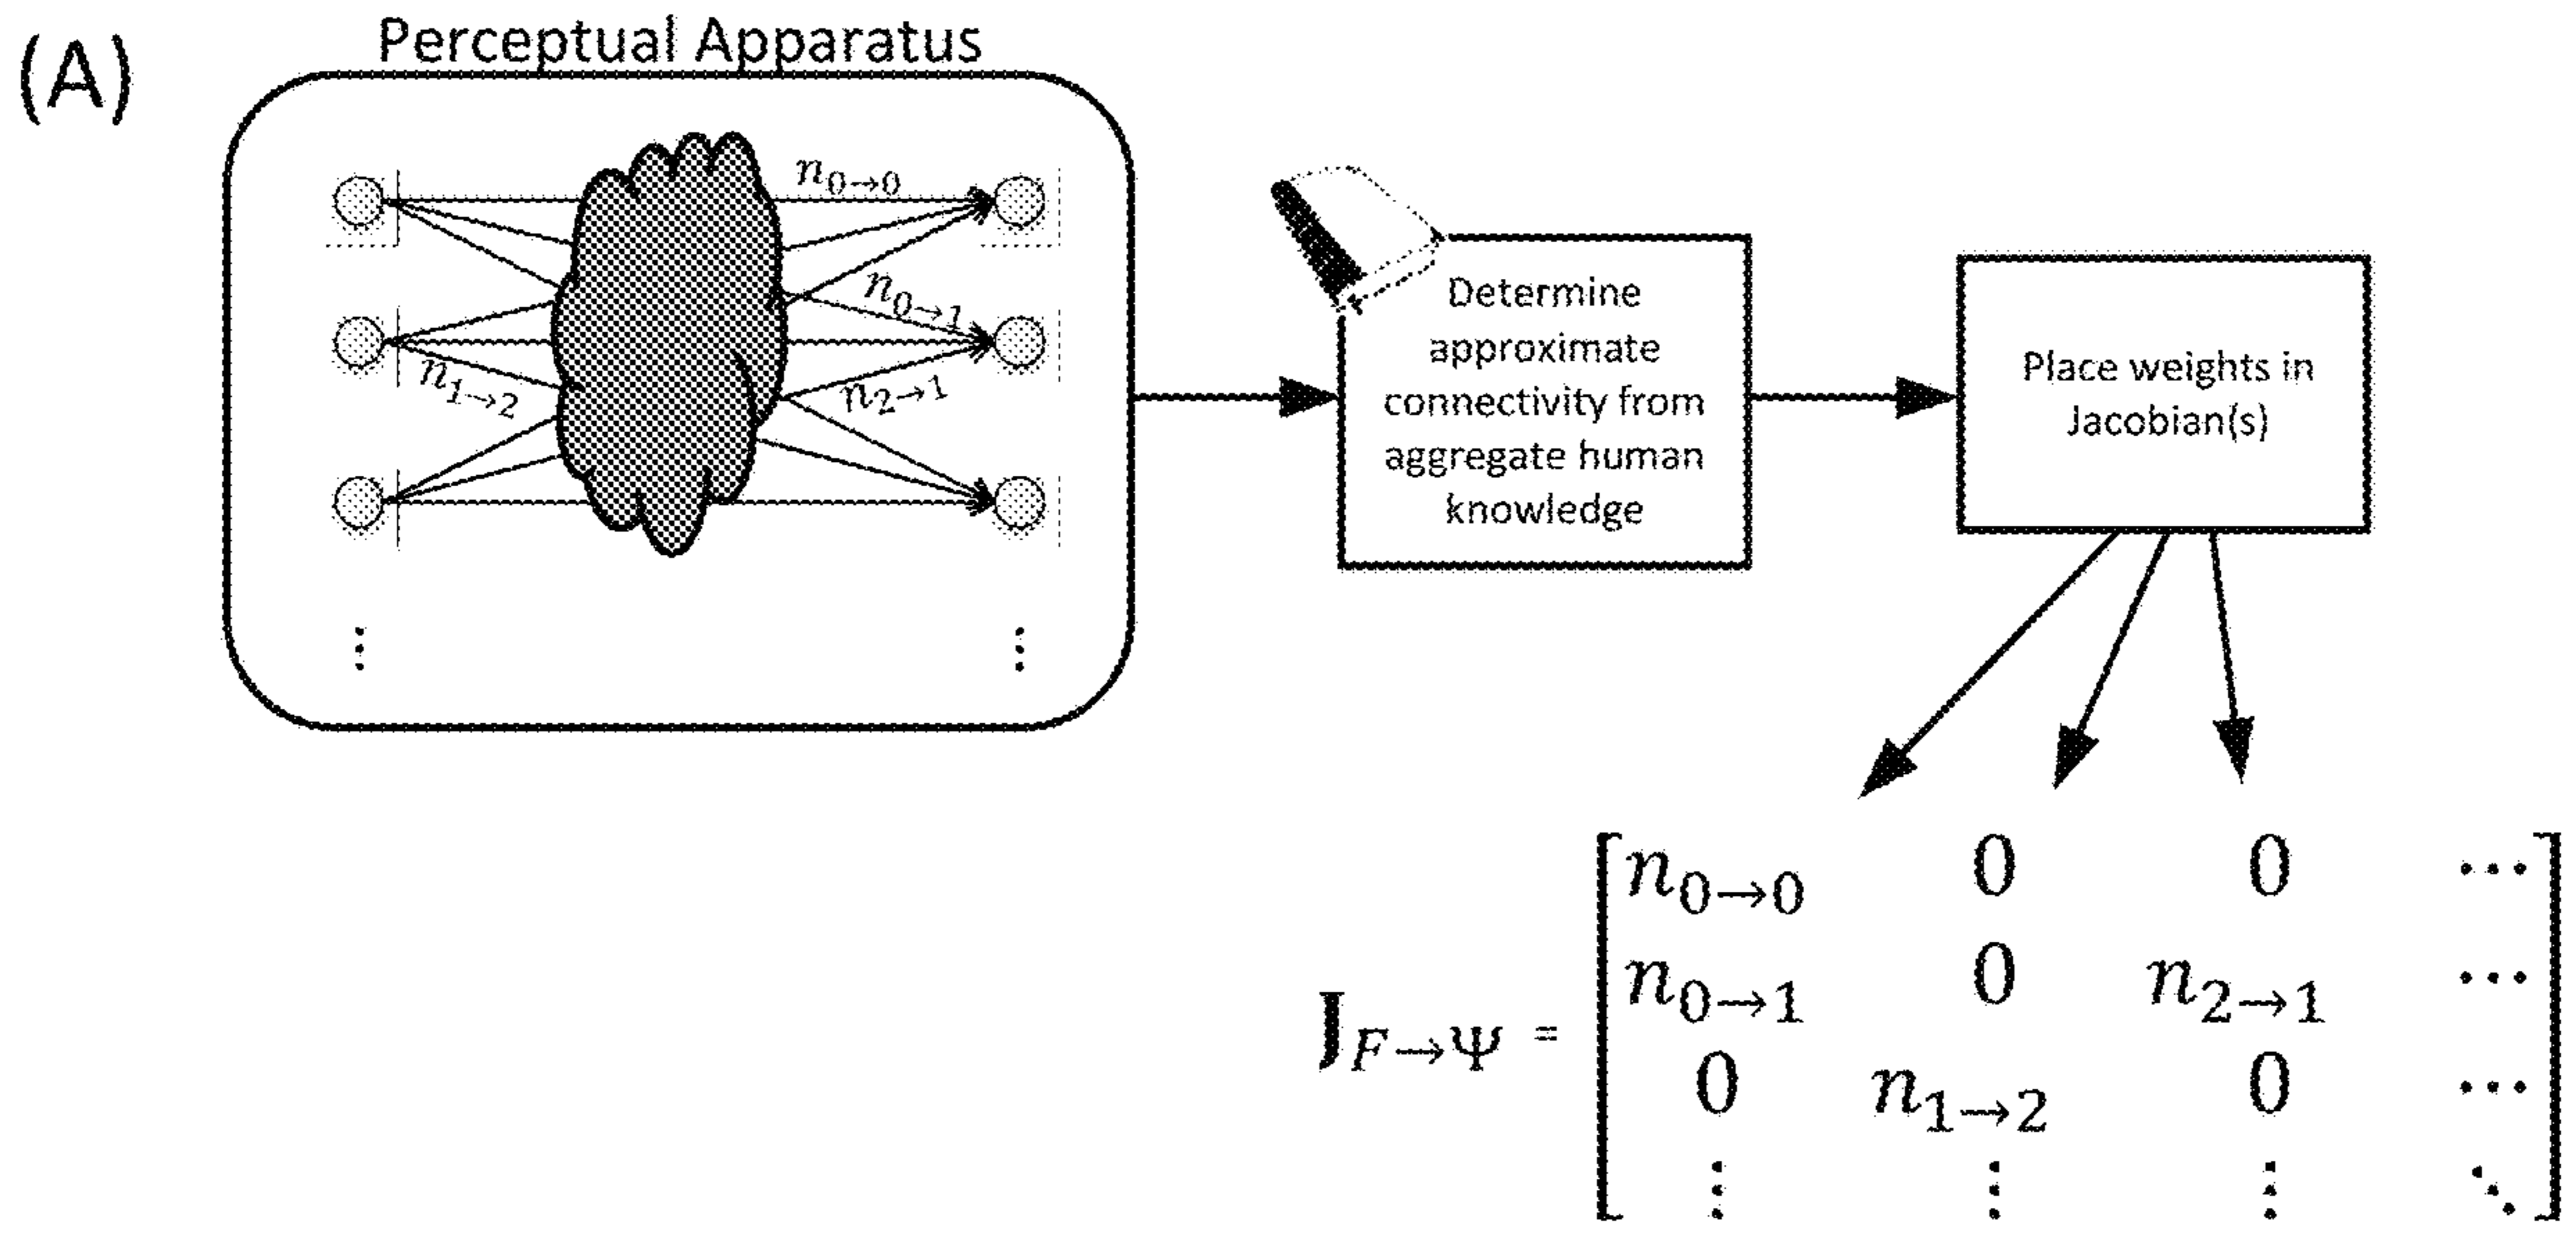 (A)
Perceptual Apparatus
n0→0
n0→1
n1→2
n2→1
⋮ ⋮
Determine
approximate
connectivity from
aggregate human
knowledge
Place weights in
Jacobian(s)
J F→Ψ =
n0→0 0 0 ⋯
n0→1 0 n2→1 ⋯
0 n1→2 0 ⋯
⋮ ⋮ ⋮ ⋱